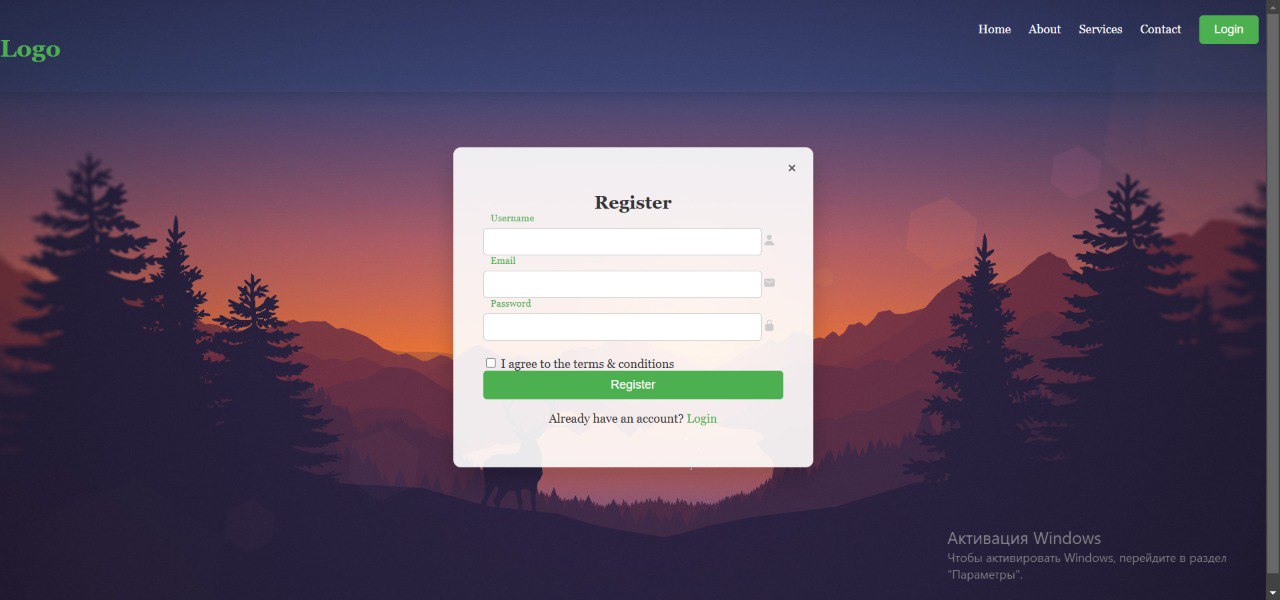 Logo
Home About Services Contact Login
×
Register
Username
Email
Password
I agree to the terms & conditions
Register
Already have an account? Login
Активация Windows
Чтобы активировать Windows, перейдите в раздел
"Параметры".